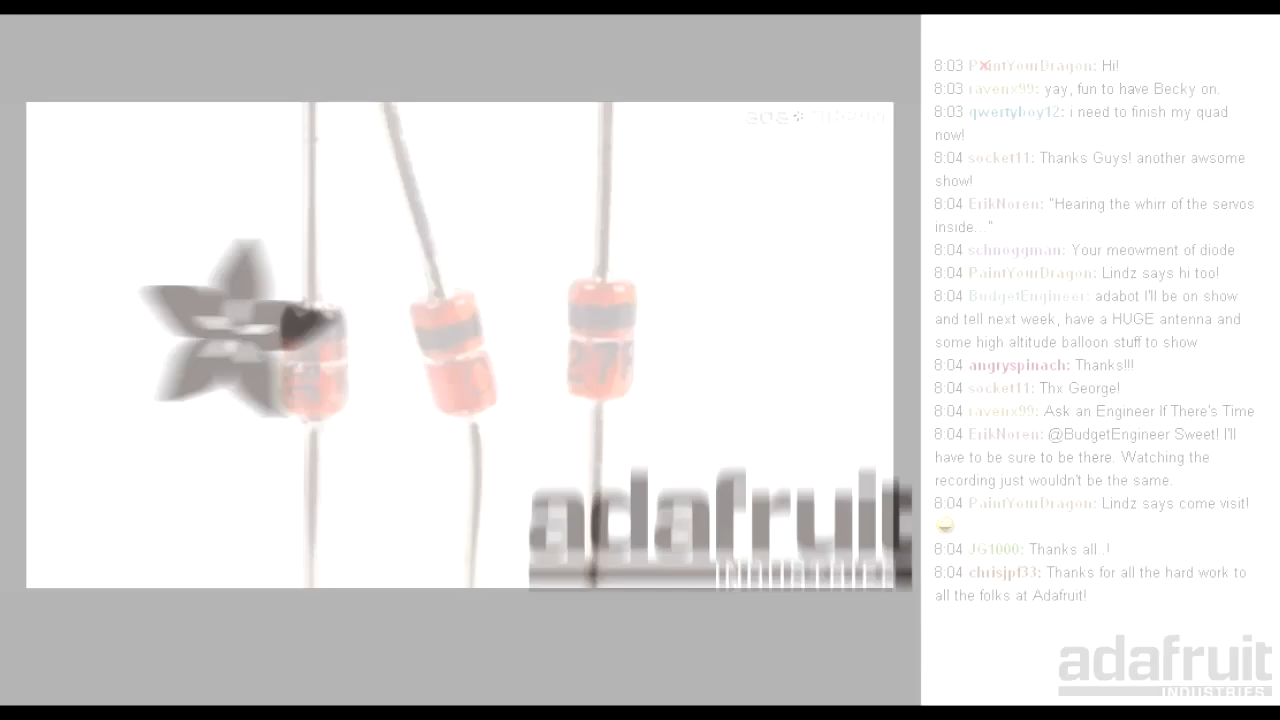 8:03 PaintYourDragon: Hi!
8:03 ravenx99: yay, fun to have Becky on.
8:03 qwertyboy12: i need to finish my quad
now!
8:04 socket11: Thanks Guys! another awsome
show!
8:04 ErikNoren: "Hearing the whirr of the servos
inside..."
8:04 schnoggman: Your meowment of diode
8:04 PaintYourDragon: Lindz says hi too!
8:04 BudgetEngineer: adabot I'll be on show
and tell next week, have a HUGE antenna and
some high altitude balloon stuff to show
8:04 angryspinach: Thanks!!!
8:04 socket11: Thx George!
8:04 ravenx99: Ask an Engineer If There's Time
8:04 ErikNoren: @BudgetEngineer Sweet! I'll
have to be sure to be there. Watching the
recording just wouldn't be the same.
8:04 PaintYourDragon: Lindz says come visit!
8:04 JG1000: Thanks all..!
8:04 chrisjpf33: Thanks for all the hard work to
all the folks at Adafruit!
adafruit
INDUSTRIES
adafruit
INDUSTRIES